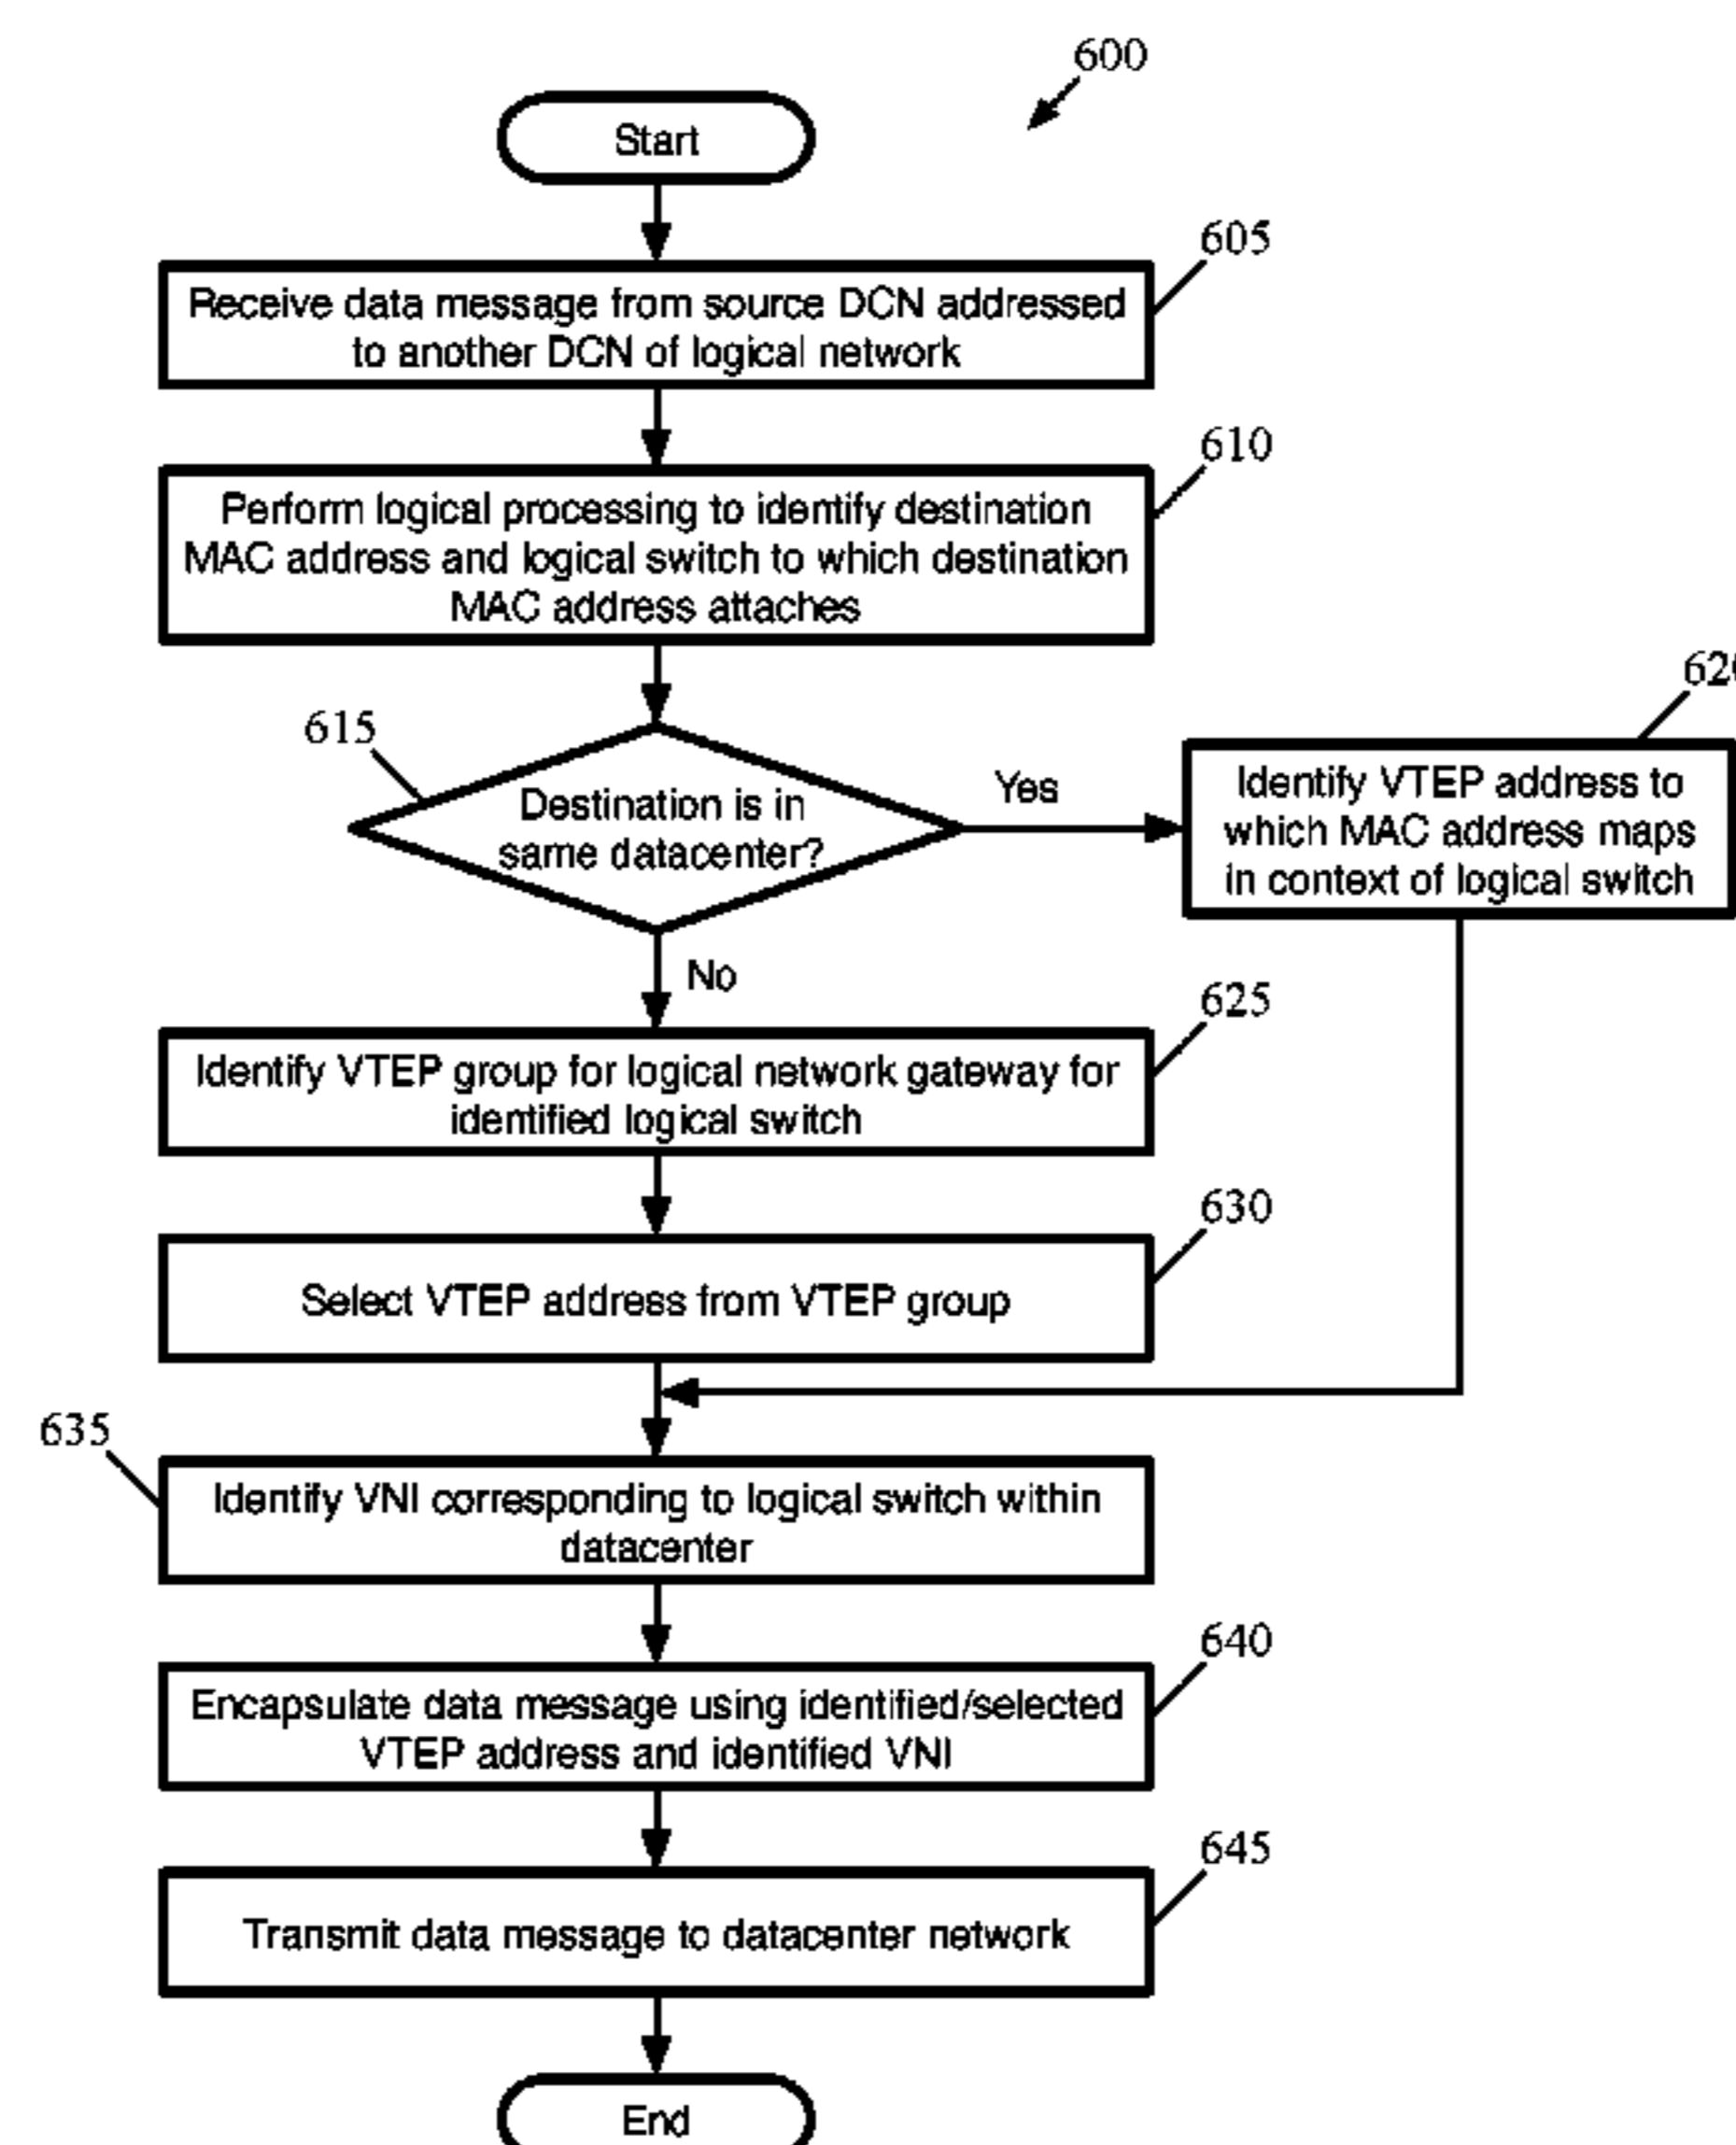 600
Start
605
Receive data message from source DCN addressed
to another DCN of logical network
610
Perform logical processing to identify destination
MAC address and logical switch to which destination
MAC address attaches
615
Destination is in
same datacenter?
Yes
Identify VTEP address to
which MAC address maps
in context of logical switch
No
625
Identify VTEP group for logical network gateway for
identified logical switch
630
Select VTEP address from VTEP group
635
Identify VNI corresponding to logical switch within
datacenter
640
Encapsulate data message using identified/selected
VTEP address and identified VNI
645
Transmit data message to datacenter network
End